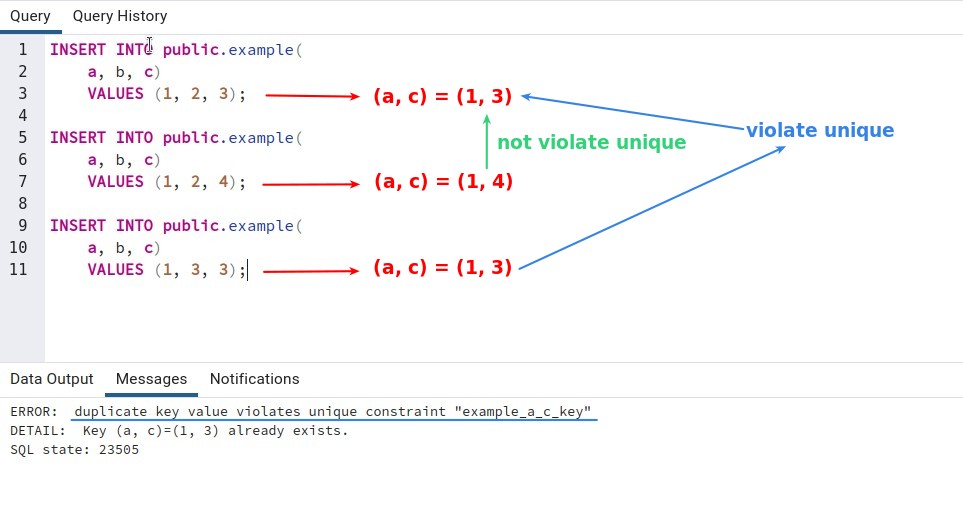 Query Query History
1 INSERT INTO public.example(
2 a, b, c)
3 VALUES (1, 2, 3); (a, c) = (1, 3)
violate unique
4
not violate unique
5 INSERT INTO public.example(
6 a, b, c)
7 VALUES (1, 2, 4); (a, c) = (1, 4)
8
9 INSERT INTO public.example(
10 a, b, c)
11 VALUES (1, 3, 3); (a, c) = (1, 3)
Data Output Messages Notifications
ERROR: duplicate key value violates unique constraint "example_a_c_key"
DETAIL: Key (a, c)=(1, 3) already exists.
SQL state: 23505